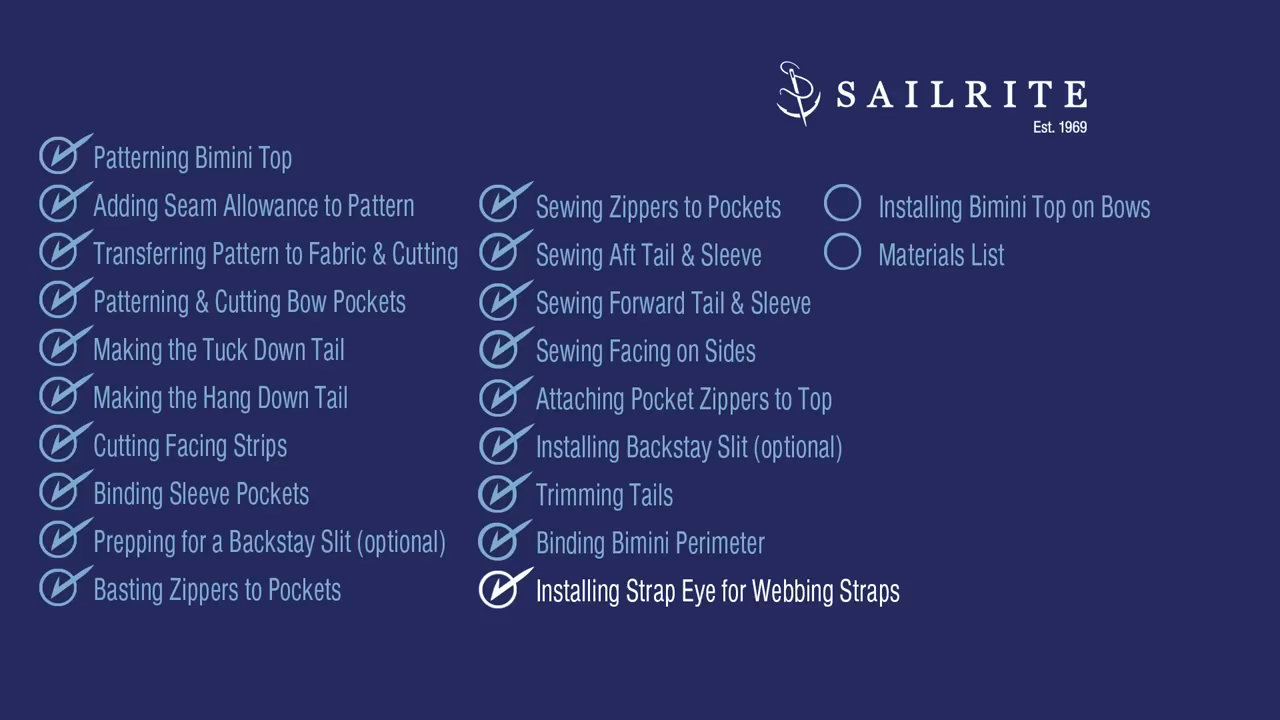 SAILRITE
Est. 1969
Patterning Bimini Top
Adding Seam Allowance to Pattern
Transferring Pattern to Fabric & Cutting
Patterning & Cutting Bow Pockets
Making the Tuck Down Tail
Making the Hang Down Tail
Cutting Facing Strips
Binding Sleeve Pockets
Prepping for a Backstay Slit (optional)
Basting Zippers to Pockets
Sewing Zippers to Pockets
Sewing Aft Tail & Sleeve
Sewing Forward Tail & Sleeve
Sewing Facing on Sides
Attaching Pocket Zippers to Top
Installing Backstay Slit (optional)
Trimming Tails
Binding Bimini Perimeter
Installing Strap Eye for Webbing Straps
Installing Bimini Top on Bows
Materials List